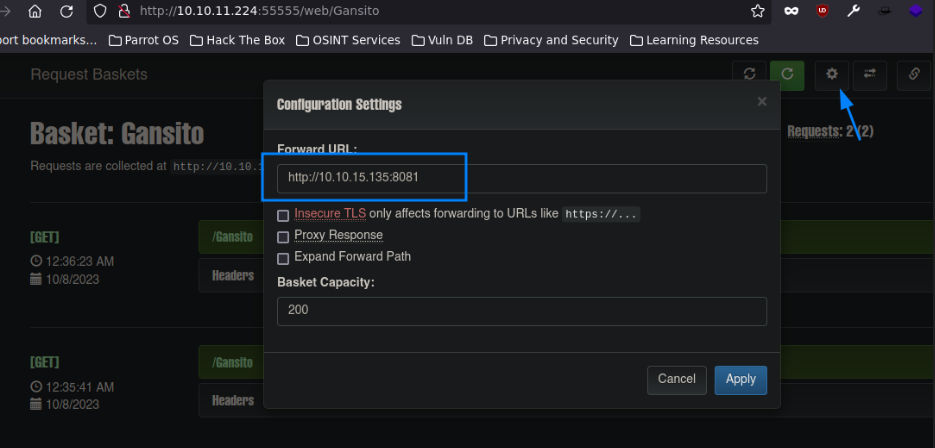 http://10.10.11.224:55555/web/Gansito
ort bookmarks... Parrot OS Hack The Box OSINT Services Vuln DB Privacy and Security Learning Resources
Request Baskets
Configuration Settings
×
Basket: Gansito
Requests: 2 (2)
Requests are collected at http://10.10.1
Forward URL:
http://10.10.15.135:8081
Insecure TLS only affects forwarding to URLs like https://...
Proxy Response
Expand Forward Path
Basket Capacity:
200
Cancel Apply
[GET] /Gansito
12:36:23 AM
10/8/2023
Headers
[GET] /Gansito
12:35:41 AM
10/8/2023
Headers